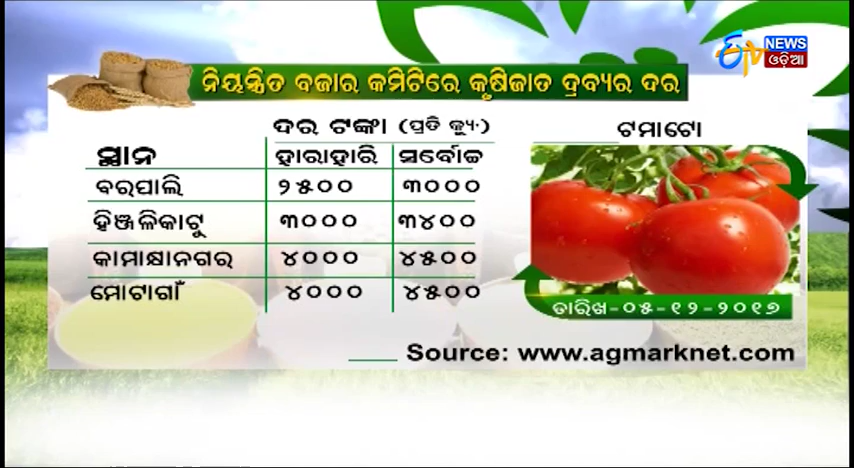 ETV NEWS
ଓଡ଼ିଆ
ନିୟନ୍ତ୍ରିତ ବଜାର କମିଟିରେ କୃଷିଜାତ ଦ୍ରବ୍ୟର ଦର
ଦର ଟଙ୍କା (ପ୍ରତି କ୍ୟୁ.)
ସ୍ଥାନ ହାରାହାରି ସର୍ବୋଚ୍ଚ
ବରପାଲି ୨୫୦୦ ୩୦୦୦
ହିଞ୍ଜଳିକାଟୁ ୩୦୦୦ ୩୪୦୦
କାମାକ୍ଷାନଗର ୪୦୦୦ ୪୫୦୦
ମୋଟାଗାଁ ୪୦୦୦ ୪୫୦୦
ଟମାଟୋ
ତାରିଖ-୦୫-୧୨-୨୦୧୭
Source: www.agmarknet.com